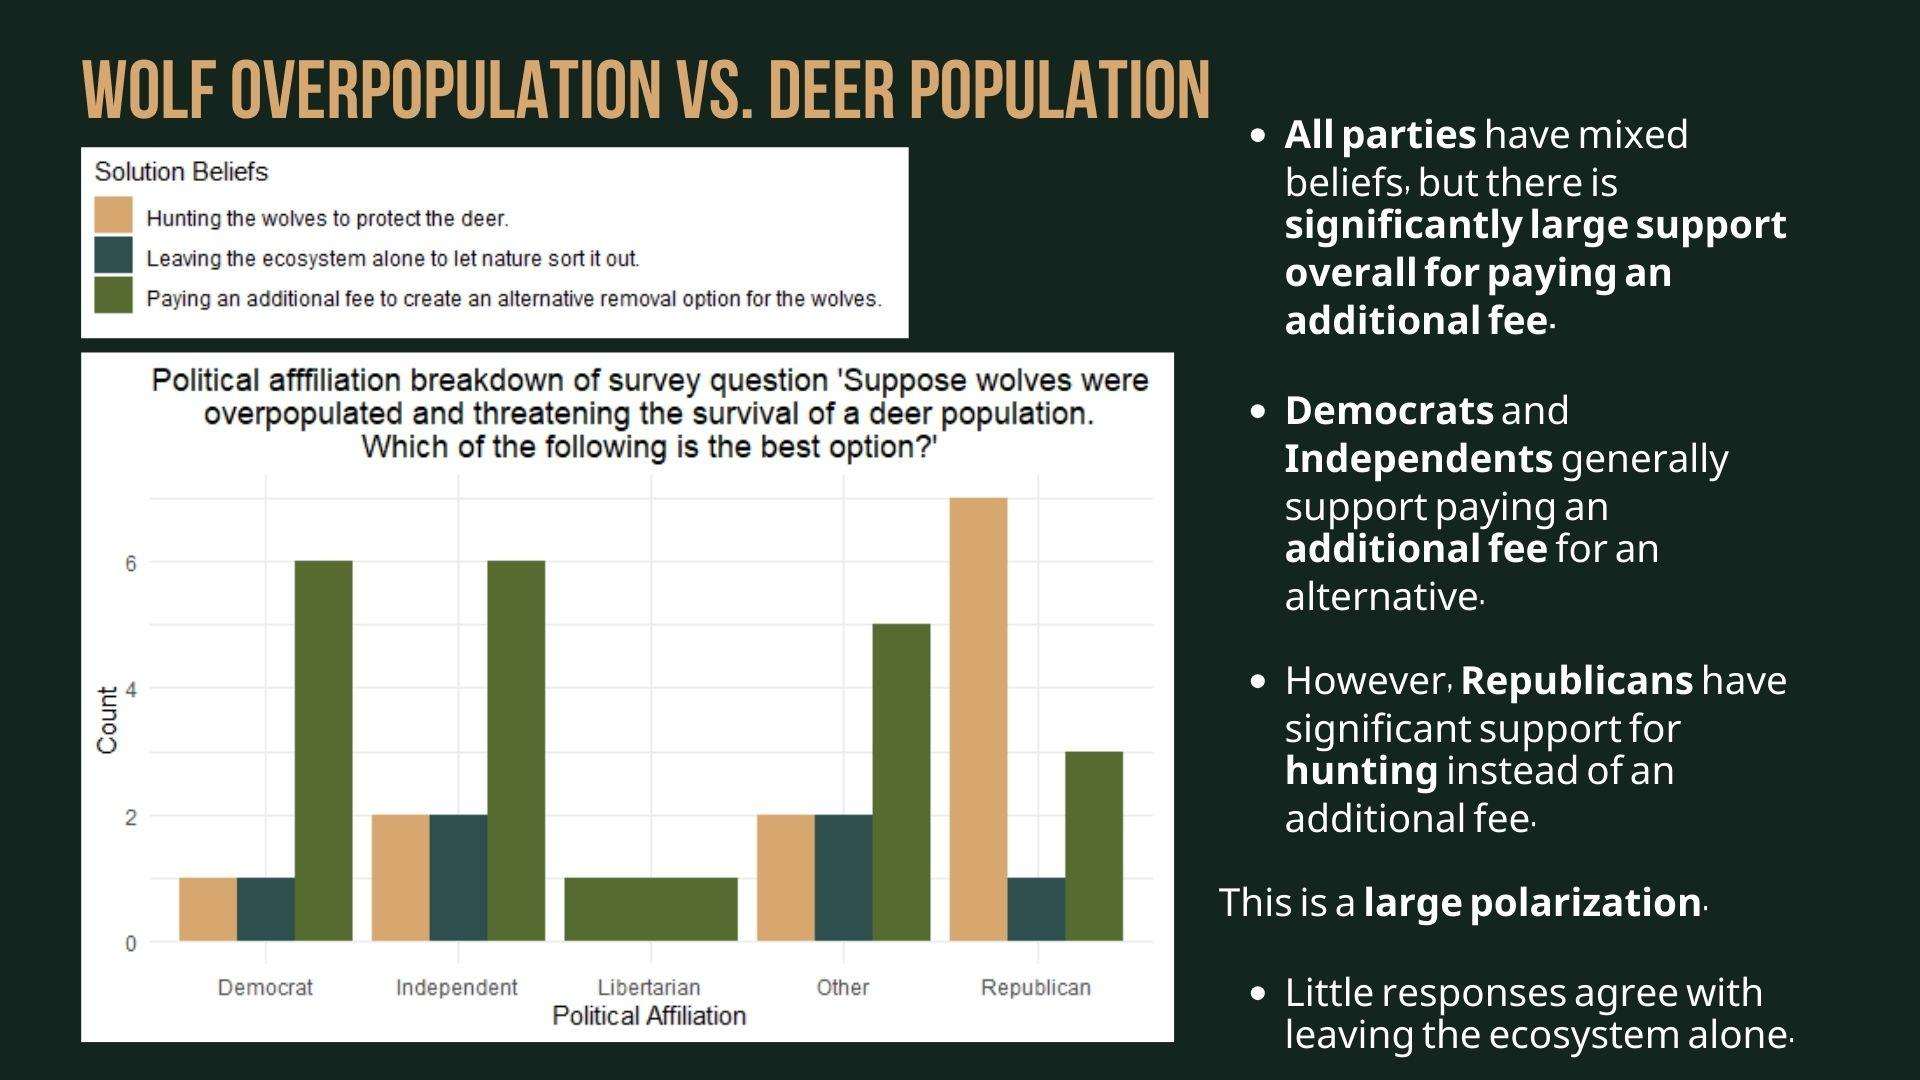 WOLF OVERPOPULATION VS. DEER POPULATION
Solution Beliefs
Hunting the wolves to protect the deer.
Leaving the ecosystem alone to let nature sort it out.
Paying an additional fee to create an alternative removal option for the wolves.
Political afffiliation breakdown of survey question 'Suppose wolves were
overpopulated and threatening the survival of a deer population.
Which of the following is the best option?'
Count
6
4
2
0
Democrat Independent Libertarian Other Republican
Political Affiliation
• All parties have mixed
beliefs, but there is
significantly large support
overall for paying an
additional fee.
• Democrats and
Independents generally
support paying an
additional fee for an
alternative.
• However, Republicans have
significant support for
hunting instead of an
additional fee.
This is a large polarization.
• Little responses agree with
leaving the ecosystem alone.